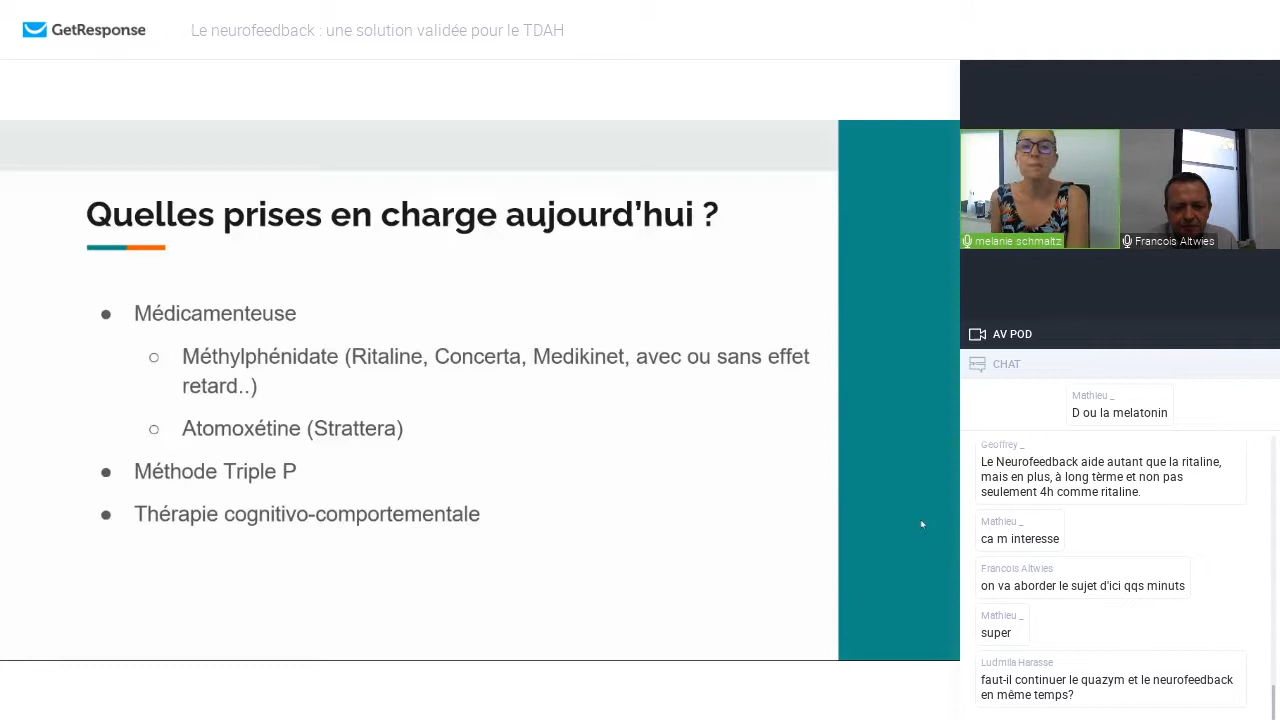 GetResponse
Le neurofeedback : une solution validée pour le TDAH
Quelles prises en charge aujourd'hui ?
● Médicamenteuse
○ Méthylphénidate (Ritaline, Concerta, Medikinet, avec ou sans effet
retard..)
○ Atomoxétine (Strattera)
● Méthode Triple P
● Thérapie cognitivo-comportementale
melanie schmaltz
Francois Altwies
AV POD
CHAT
Mathieu _
D ou la melatonin
Geoffrey _
Le Neurofeedback aide autant que la ritaline,
mais en plus, à long tèrme et non pas
seulement 4h comme ritaline.
Mathieu _
ca m interesse
Francois Altwies
on va aborder le sujet d'ici qqs minuts
Mathieu _
super
Ludmila Harasse
faut-il continuer le quazym et le neurofeedback
en même temps?